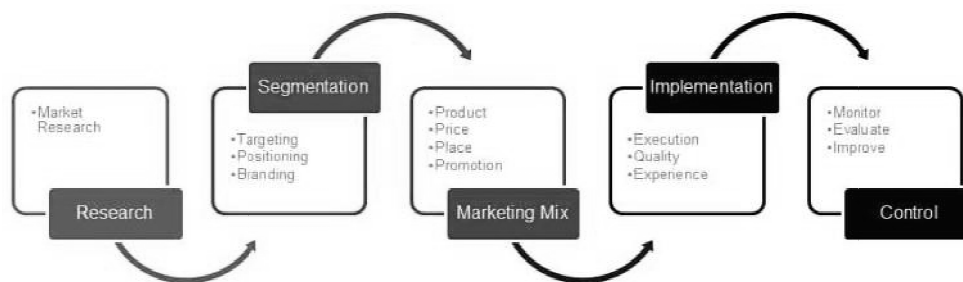 •Market
Research
Research
Segmentation
•Targeting
•Positioning
•Branding
•Product
•Price
•Place
•Promotion
Marketing Mix
Implementation
•Execution
•Quality
•Experience
•Monitor
•Evaluate
•Improve
Control